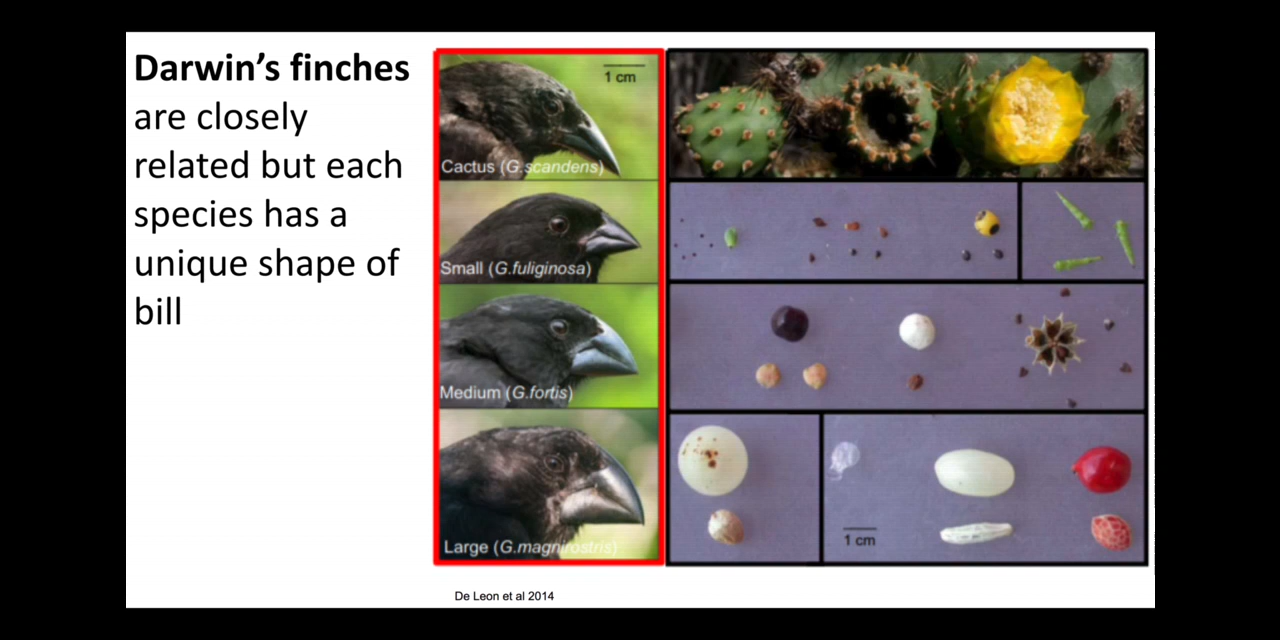 Darwin’s finches
are closely
related but each
species has a
unique shape of
bill
1 cm
Cactus (G.scandens)
Small (G.fuliginosa)
Medium (G.fortis)
Large (G.magnirostris)
1 cm
De Leon et al 2014